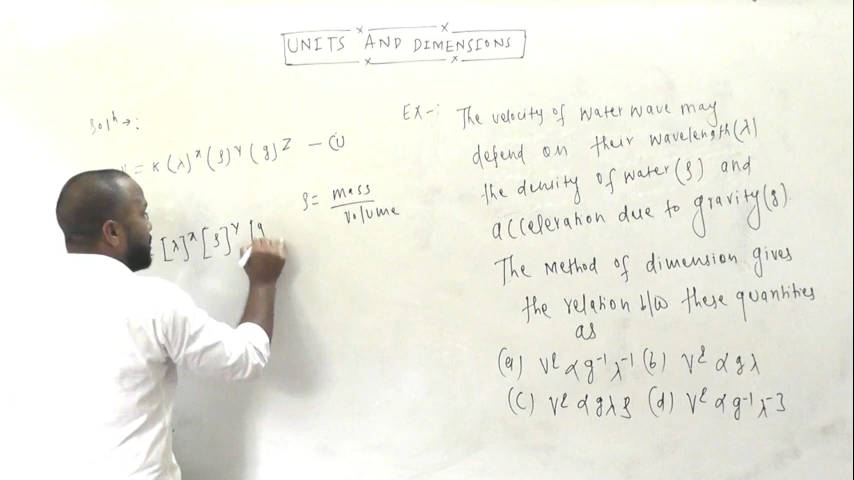 UNITS AND DIMENSIONS
Solⁿ →:
= K (λ)ˣ (ρ)ʸ (g)ᶻ — (i)
ρ = mass / volume
[λ]ˣ [ρ]ʸ [g
Ex-: The velocity of water wave may
defend on their wavelength (λ)
the density of water (ρ) and
acceleration due to gravity (g).
The Method of dimension gives
the relation b/w these quantities
as
(a) v² α g⁻¹ λ⁻¹ (b) v² α g λ
(c) v² α g λ ρ (d) v² α g⁻¹ λ⁻³